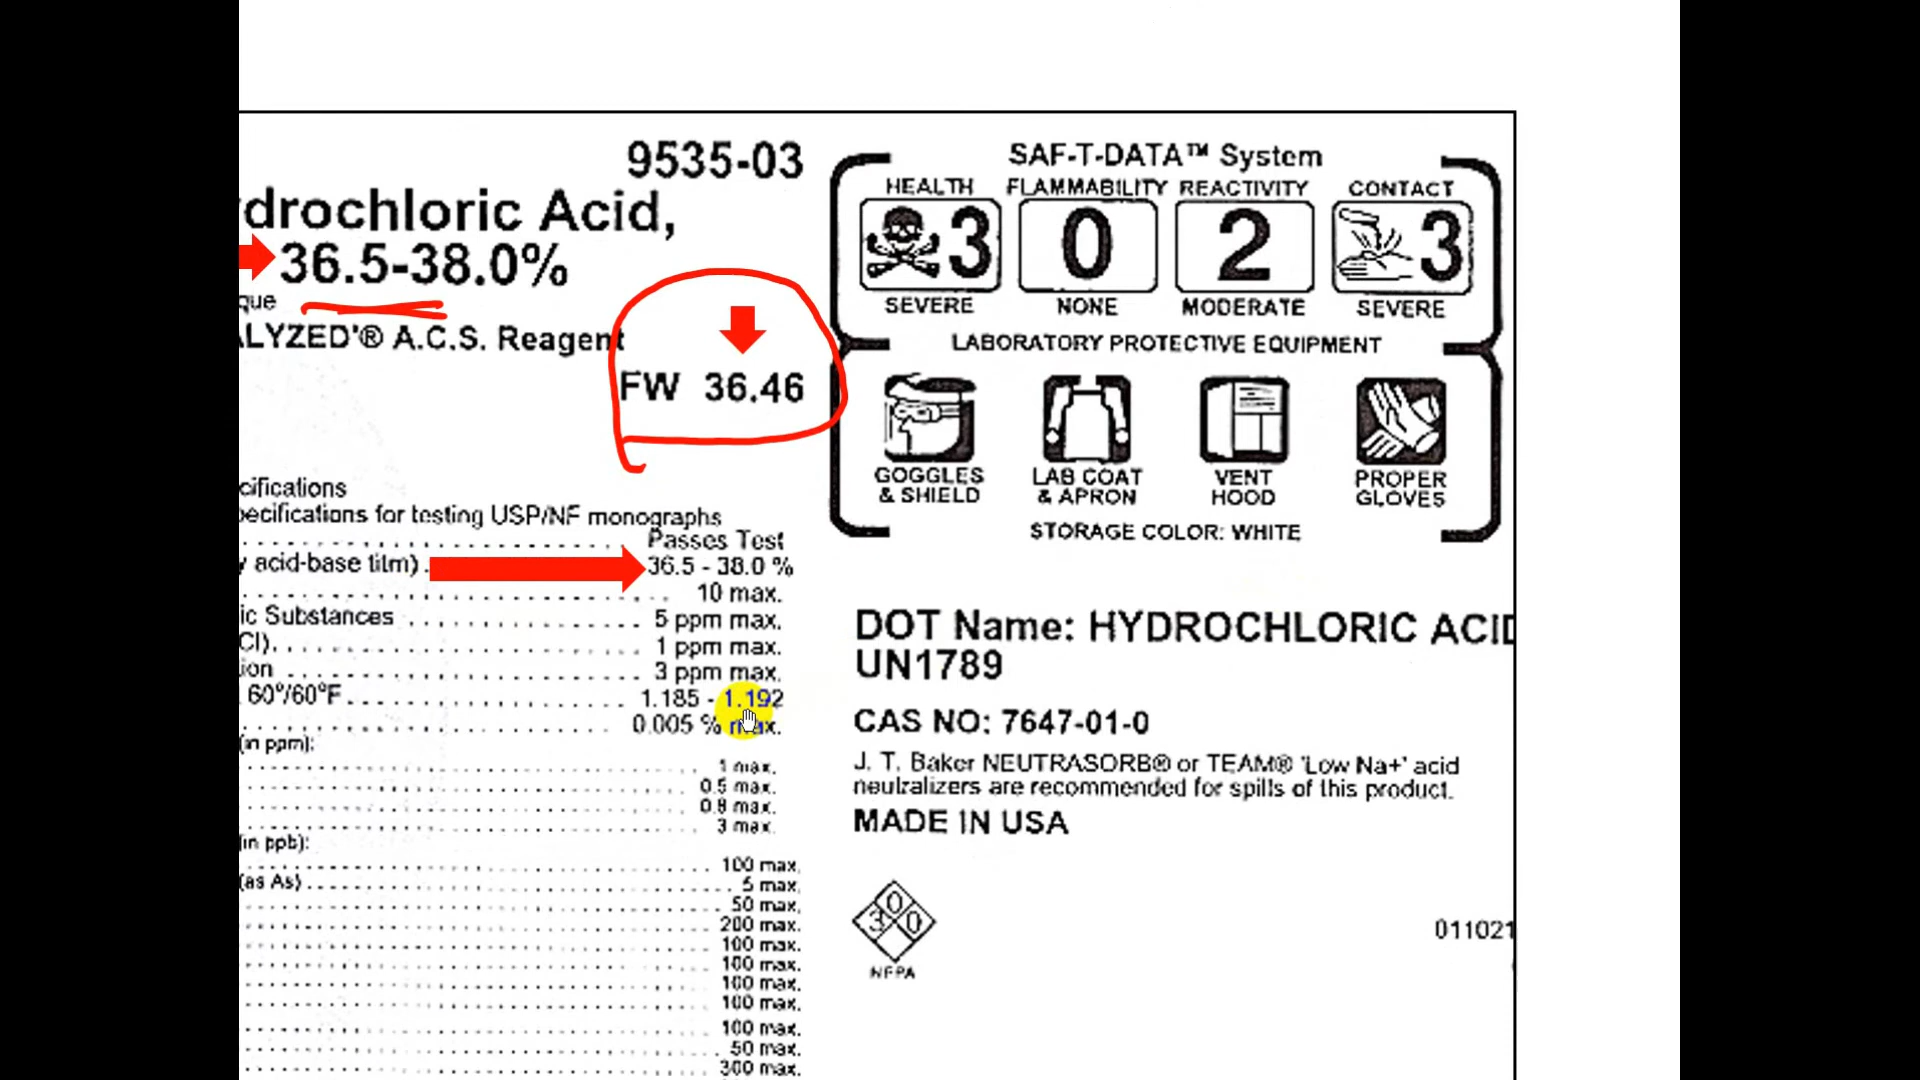 9535-03
drochloric Acid,
36.5-38.0%
que
ALYZED'® A.C.S. Reagent
FW 36.46
cifications
pecifications for testing USP/NF monographs
Passes Test
y acid-base titm) . 36.5 - 38.0 %
10 max.
ic Substances 5 ppm max.
Cl). 1 ppm max.
ion 3 ppm max.
60°/60°F 1.185 - 1.192
0.005 % max.
(in ppm):
1 max.
0.5 max.
0.8 max.
3 max.
(in ppb):
100 max.
(as As) 5 max.
50 max.
200 max.
100 max.
100 max.
100 max.
100 max.
100 max.
50 max.
300 max.
SAF-T-DATA™ System
HEALTH FLAMMABILITY REACTIVITY CONTACT
3 0 2 3
SEVERE NONE MODERATE SEVERE
LABORATORY PROTECTIVE EQUIPMENT
GOGGLES & SHIELD
LAB COAT & APRON
VENT HOOD
PROPER GLOVES
STORAGE COLOR: WHITE
DOT Name: HYDROCHLORIC ACID
UN1789
CAS NO: 7647-01-0
J. T. Baker NEUTRASORB® or TEAM® 'Low Na+' acid
neutralizers are recommended for spills of this product.
MADE IN USA
0
3 0
NFPA
011021